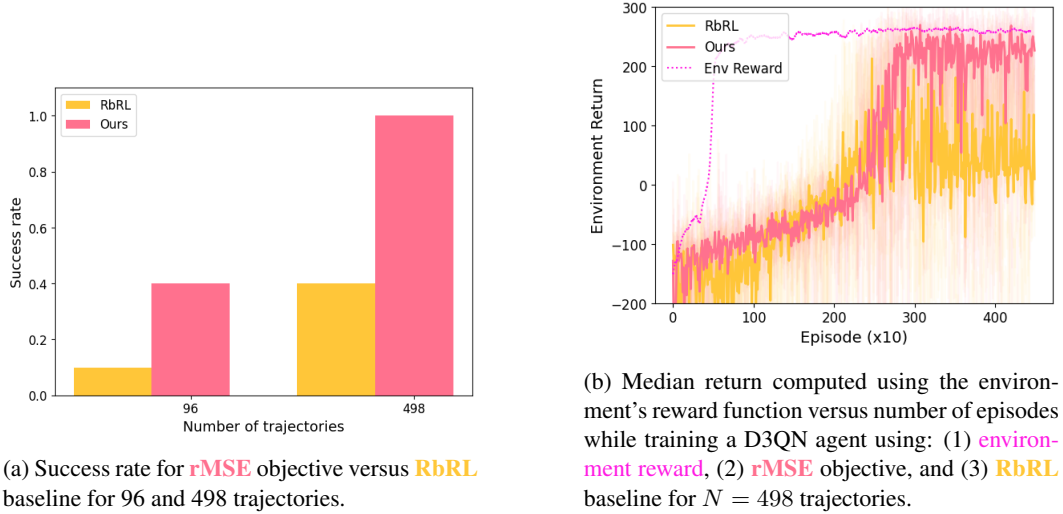 RbRL
Ours
1.0
0.8
0.6
0.4
0.2
0.0
Success rate
96
498
Number of trajectories
(a) Success rate for rMSE objective versus RbRL
baseline for 96 and 498 trajectories.
RbRL
Ours
Env Reward
300
200
100
0
−100
−200
Environment Return
0
100
200
300
400
Episode (x10)
(b) Median return computed using the environ-
ment's reward function versus number of episodes
while training a D3QN agent using: (1) environ-
ment reward, (2) rMSE objective, and (3) RbRL
baseline for N = 498 trajectories.